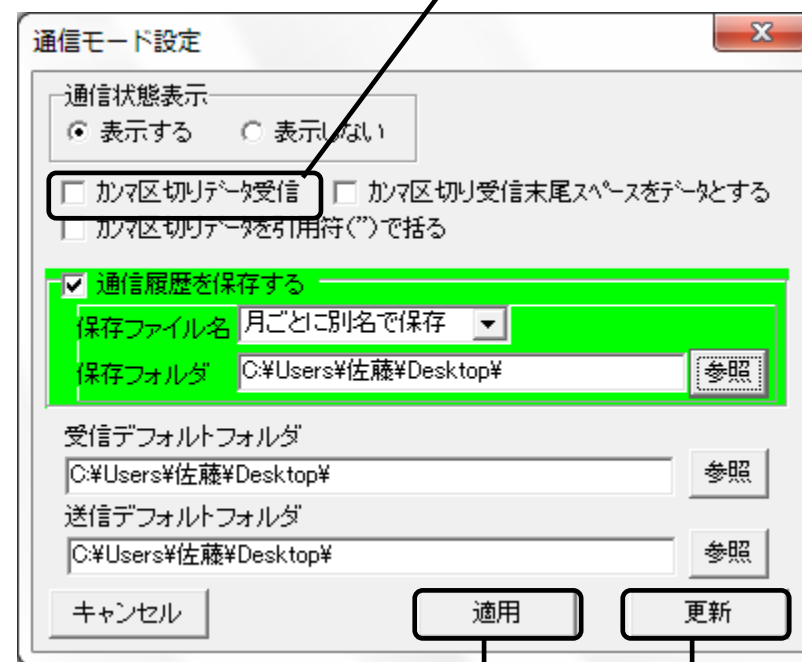 通信モード設定
通信状態表示
表示する 表示しない
ｶﾝﾏ区切りﾃﾞｰﾀ受信 ｶﾝﾏ区切り受信末尾ｽﾍﾟｰｽをﾃﾞｰﾀとする
ｶﾝﾏ区切りﾃﾞｰﾀを引用符(")で括る
通信履歴を保存する
保存ファイル名 月ごとに別名で保存
保存フォルダ C:¥Users¥佐藤¥Desktop¥ 参照
受信デフォルトフォルダ
C:¥Users¥佐藤¥Desktop¥ 参照
送信デフォルトフォルダ
C:¥Users¥佐藤¥Desktop¥ 参照
キャンセル 適用 更新